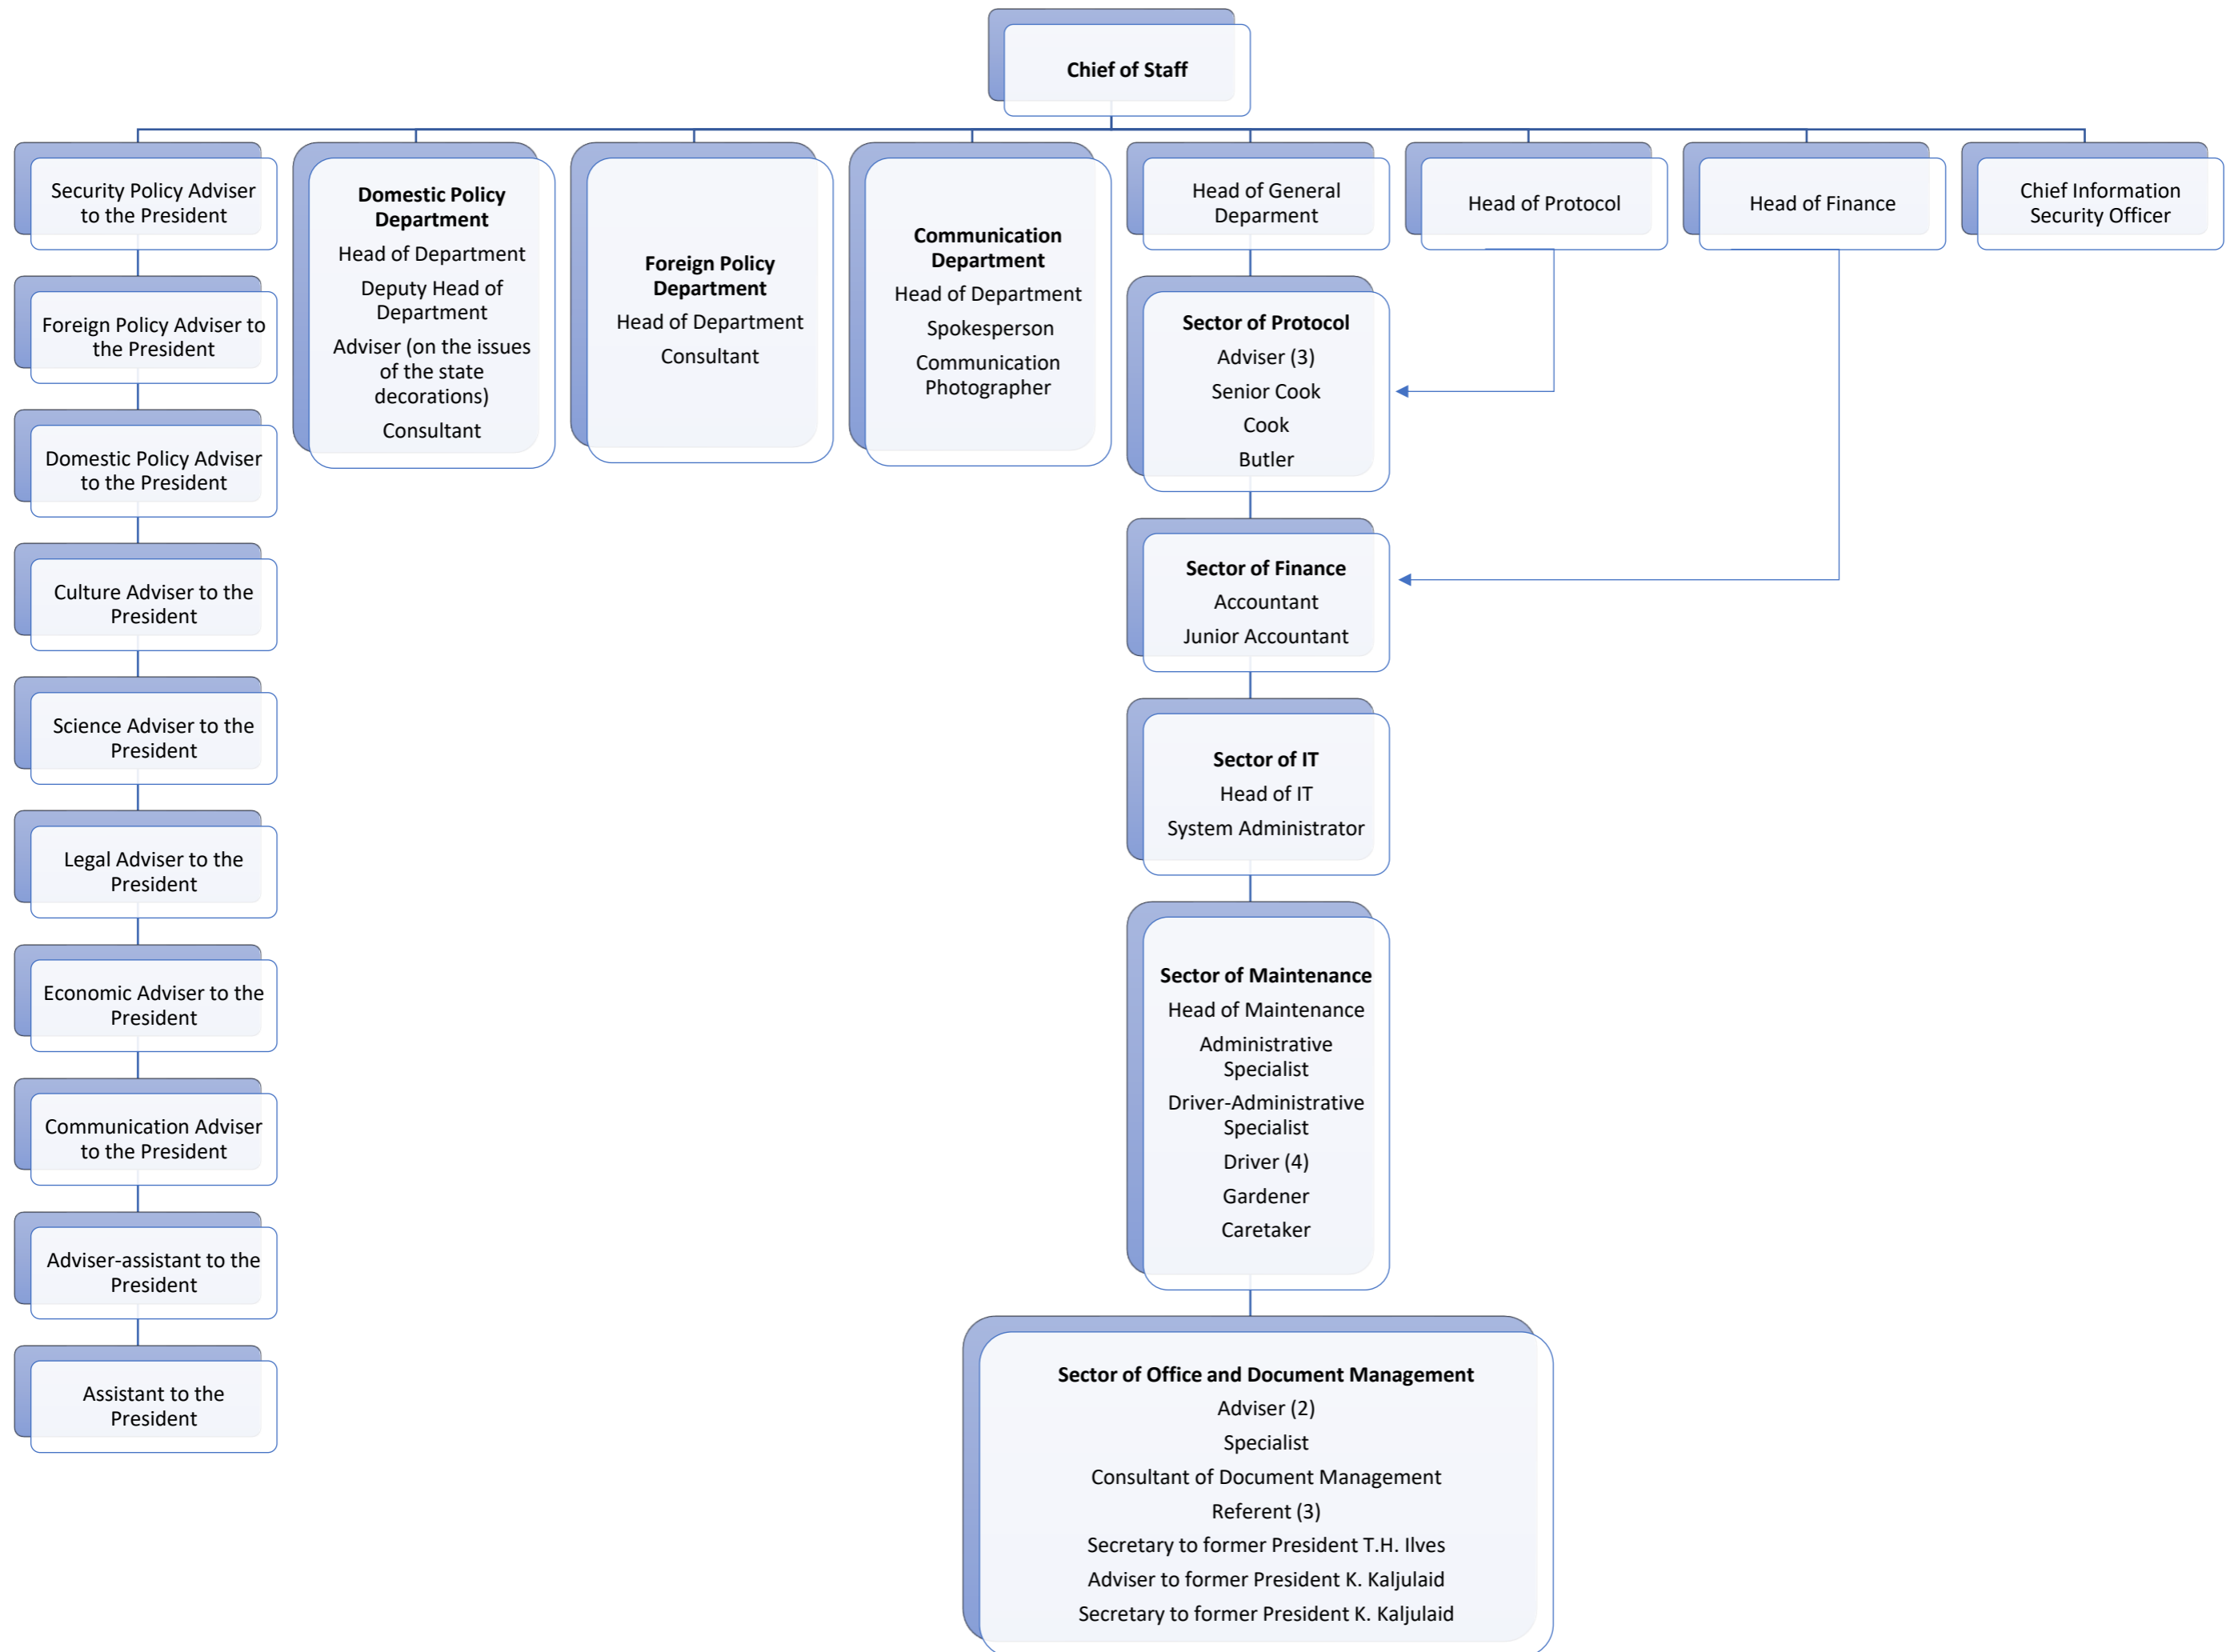 Chief of Staff
Security Policy Adviser
to the President
Foreign Policy Adviser to
the President
Domestic Policy Adviser
to the President
Culture Adviser to the
President
Science Adviser to the
President
Legal Adviser to the
President
Economic Adviser to the
President
Communication Adviser
to the President
Adviser-assistant to the
President
Assistant to the
President
Domestic Policy
Department
Head of Department
Deputy Head of
Department
Adviser (on the issues
of the state
decorations)
Consultant
Foreign Policy
Department
Head of Department
Consultant
Communication
Department
Head of Department
Spokesperson
Communication
Photographer
Head of General
Deparment
Sector of Protocol
Adviser (3)
Senior Cook
Cook
Butler
Sector of Finance
Accountant
Junior Accountant
Sector of IT
Head of IT
System Administrator
Sector of Maintenance
Head of Maintenance
Administrative
Specialist
Driver-Administrative
Specialist
Driver (4)
Gardener
Caretaker
Sector of Office and Document Management
Adviser (2)
Specialist
Consultant of Document Management
Referent (3)
Secretary to former President T.H. Ilves
Adviser to former President K. Kaljulaid
Secretary to former President K. Kaljulaid
Head of Protocol
Head of Finance
Chief Information
Security Officer